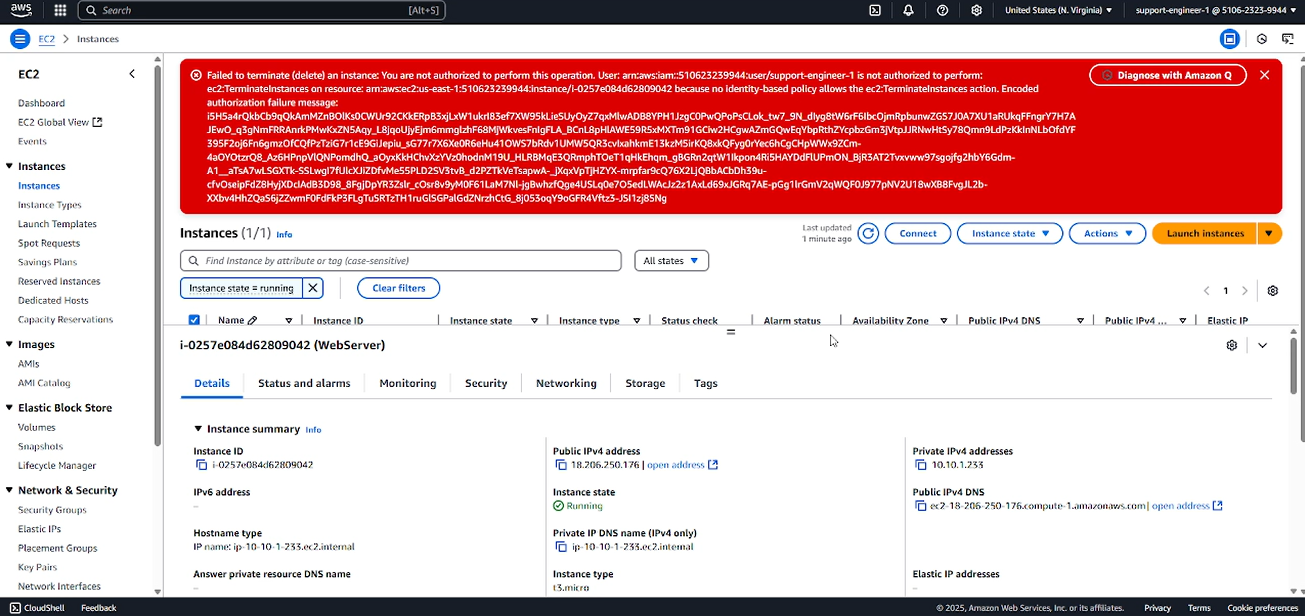 aws
Search [Alt+S]
United States (N. Virginia)
support-engineer-1 @ 5106-2323-9944
EC2 > Instances
EC2
Dashboard
EC2 Global View
Events
Instances
Instances
Instance Types
Launch Templates
Spot Requests
Savings Plans
Reserved Instances
Dedicated Hosts
Capacity Reservations
Images
AMIs
AMI Catalog
Elastic Block Store
Volumes
Snapshots
Lifecycle Manager
Network & Security
Security Groups
Elastic IPs
Placement Groups
Key Pairs
Network Interfaces
Failed to terminate (delete) an instance: You are not authorized to perform this operation. User: arn:aws:iam::510623239944:user/support-engineer-1 is not authorized to perform:
ec2:TerminateInstances on resource: arn:aws:ec2:us-east-1:510623239944:instance/i-0257e084d62809042 because no identity-based policy allows the ec2:TerminateInstances action. Encoded
authorization failure message:
Diagnose with Amazon Q
Instances (1/1) Info
Last updated
1 minute ago
Connect
Instance state
Actions
Launch instances
Find Instance by attribute or tag (case-sensitive)
All states
Instance state = running
Clear filters
1
Name
Instance ID
Instance state
Instance type
Status check
Alarm status
Availability Zone
Public IPv4 DNS
Public IPv4 ...
Elastic IP
i-0257e084d62809042 (WebServer)
Details
Status and alarms
Monitoring
Security
Networking
Storage
Tags
Instance summary Info
Instance ID
i-0257e084d62809042
Public IPv4 address
18.206.250.176 | open address
Private IPv4 addresses
10.10.1.233
IPv6 address
–
Instance state
Running
Public IPv4 DNS
ec2-18-206-250-176.compute-1.amazonaws.com | open address
Hostname type
IP name: ip-10-10-1-233.ec2.internal
Private IP DNS name (IPv4 only)
ip-10-10-1-233.ec2.internal
Answer private resource DNS name
–
Instance type
t3.micro
Elastic IP addresses
–
CloudShell
Feedback
© 2025, Amazon Web Services, Inc. or its affiliates.
Privacy
Terms
Cookie preferences